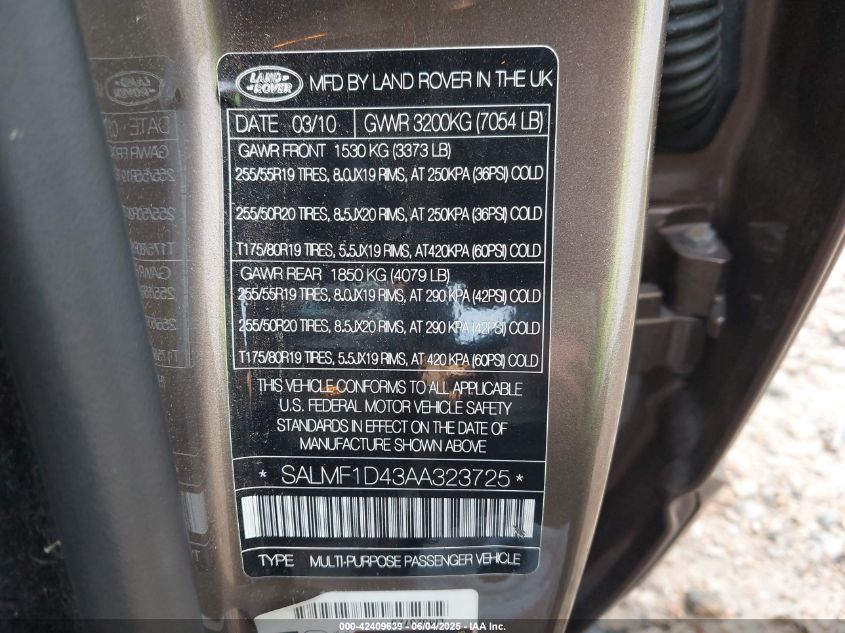 LAND ROVER
MFD BY LAND ROVER IN THE UK
DATE 03/10 GVWR 3200KG (7054 LB)
GAWR FRONT 1530 KG (3373 LB)
255/55R19 TIRES, 8.0JX19 RIMS, AT 250KPA (36PSI) COLD
255/50R20 TIRES, 8.5JX20 RIMS, AT 250KPA (36PSI) COLD
T175/80R19 TIRES, 5.5JX19 RIMS, AT 420KPA (60PSI) COLD
GAWR REAR 1850 KG (4079 LB)
255/55R19 TIRES, 8.0JX19 RIMS, AT 290 KPA (42PSI) COLD
255/50R20 TIRES, 8.5JX20 RIMS, AT 290 KPA (42PSI) COLD
T175/80R19 TIRES, 5.5JX19 RIMS, AT 420 KPA (60PSI) COLD
THIS VEHICLE CONFORMS TO ALL APPLICABLE
U.S. FEDERAL MOTOR VEHICLE SAFETY
STANDARDS IN EFFECT ON THE DATE OF
MANUFACTURE SHOWN ABOVE
* SALMF1D43AA323725 *
TYPE MULTI-PURPOSE PASSENGER VEHICLE
000-42409639 - 06/04/2025 - IAA Inc.